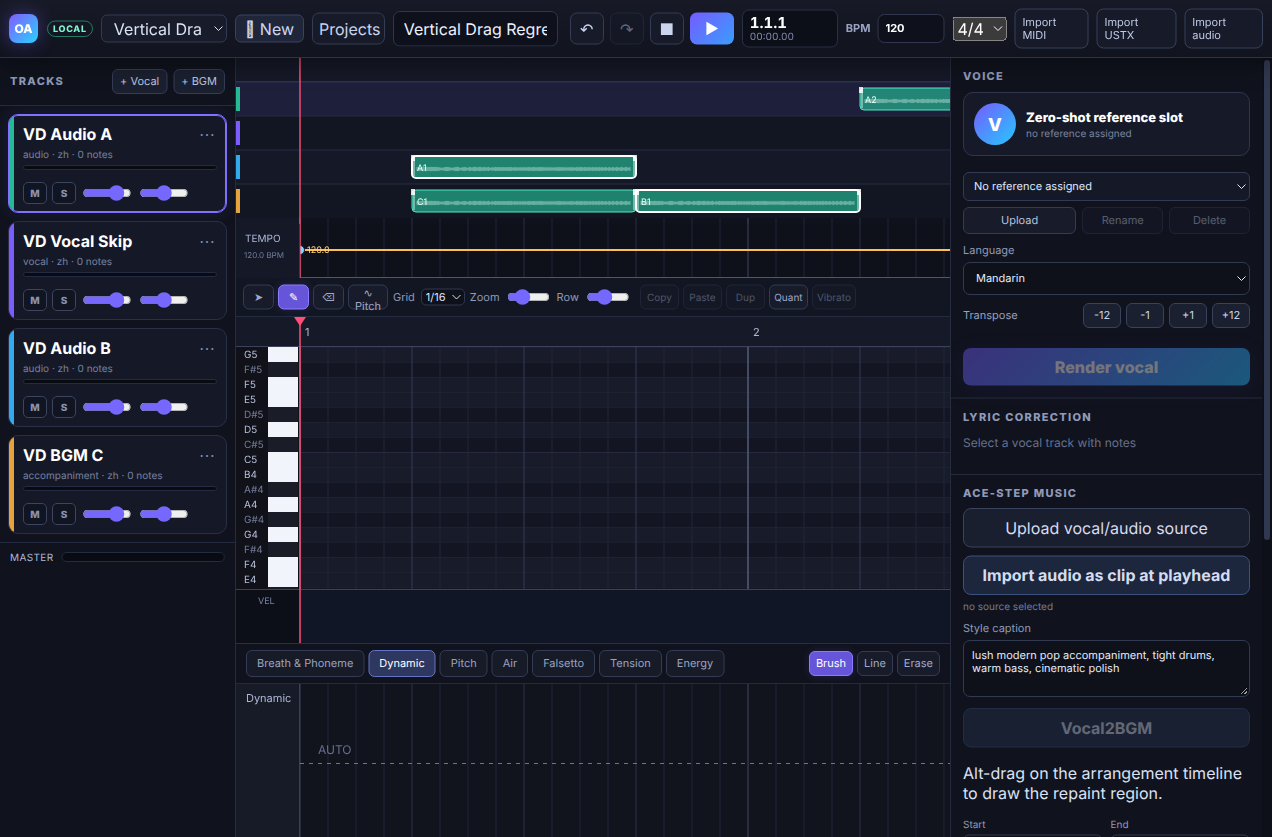 OA
LOCAL
Vertical Dra
New
Projects
Vertical Drag Regre
1.1.1
00:00.00
BPM
120
4/4
Import
MIDI
Import
USTX
Import
audio
TRACKS
+ Vocal
+ BGM
VD Audio A
audio · zh · 0 notes
M
S
VD Vocal Skip
vocal · zh · 0 notes
M
S
VD Audio B
audio · zh · 0 notes
M
S
VD BGM C
accompaniment · zh · 0 notes
M
S
MASTER
A2
A1
C1
B1
TEMPO
120.0 BPM
120.0
Pitch
Grid
1/16
Zoom
Row
Copy
Paste
Dup
Quant
Vibrato
1
2
G5
F#5
F5
E5
D#5
D5
C#5
C5
B4
A#4
A4
G#4
G4
F#4
F4
E4
VEL
Breath & Phoneme
Dynamic
Pitch
Air
Falsetto
Tension
Energy
Brush
Line
Erase
Dynamic
AUTO
VOICE
V
Zero-shot reference slot
no reference assigned
No reference assigned
Upload
Rename
Delete
Language
Mandarin
Transpose
-12
-1
+1
+12
Render vocal
LYRIC CORRECTION
Select a vocal track with notes
ACE-STEP MUSIC
Upload vocal/audio source
Import audio as clip at playhead
no source selected
Style caption
lush modern pop accompaniment, tight drums,
warm bass, cinematic polish
Vocal2BGM
Alt-drag on the arrangement timeline
to draw the repaint region.
Start
End